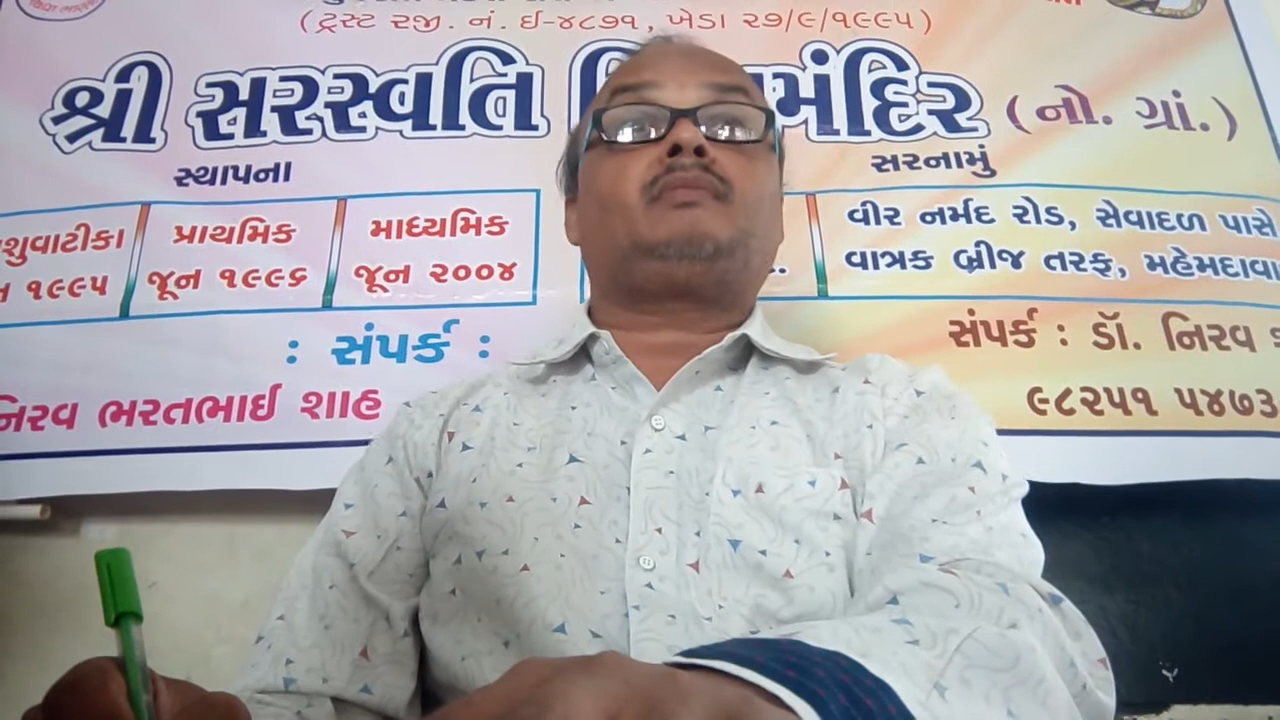 (ટ્રસ્ટ રજી. નં. ઈ-૪૮૭૧, ખેડા ૨૭/૯/૧૯૯૫)
શ્રી સરસ્વતિ
મંદિર (નો. ગ્રાં.)
સ્થાપના
સરનામું
પ્રાથમિક
માધ્યમિક
૧૯૯૫
જૂન ૧૯૯૬
જૂન ૨૦૦૪
વીર નર્મદ રોડ, સેવાદળ પાસે
વાત્રક બ્રીજ તરફ,
: સંપર્ક :
નિરવ ભરતભાઈ શાહ
સંપર્ક : ડૉ. નિરવ
૯૮૨૫૧ ૫૪૭૩